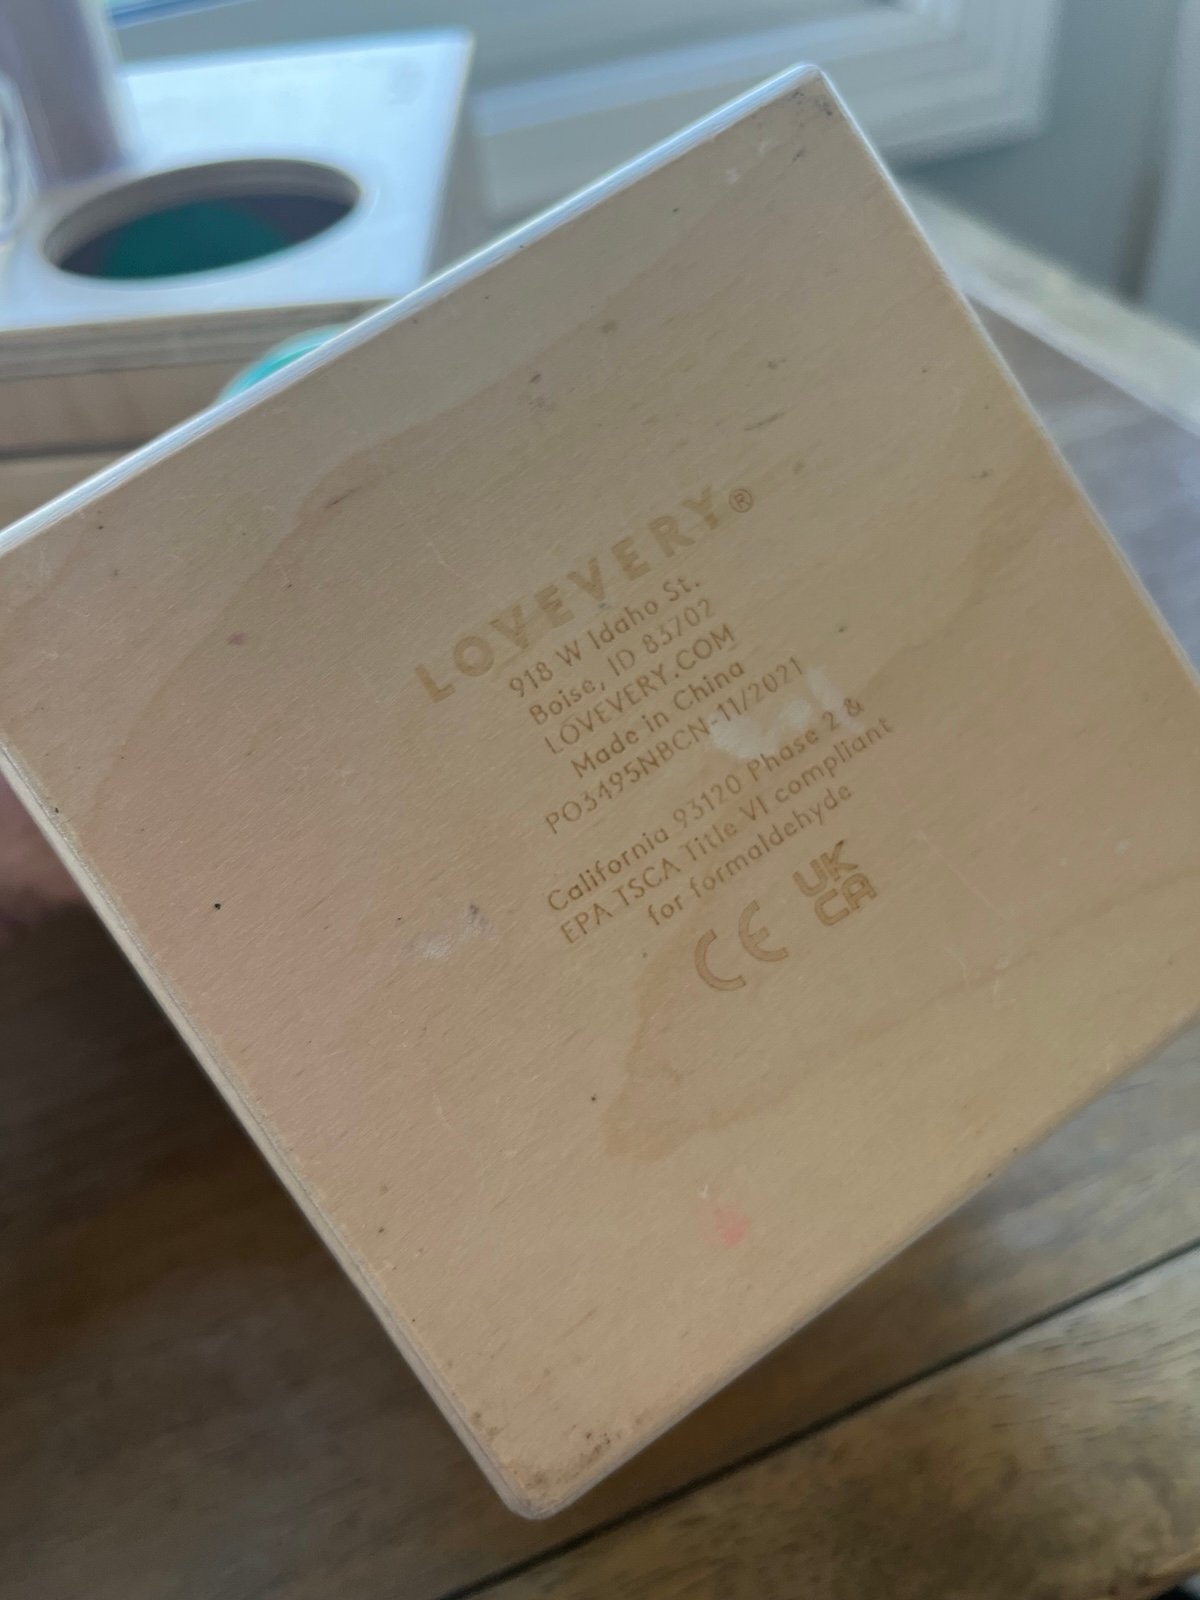 LOVEVERY®
918 W Idaho St.
Boise, ID 83702
LOVEVERY.COM
Made in China
PO3495NBCN-11/2021
California 93120 Phase 2 &
EPA TSCA Title VI compliant
for formaldehyde
CE UK
CA